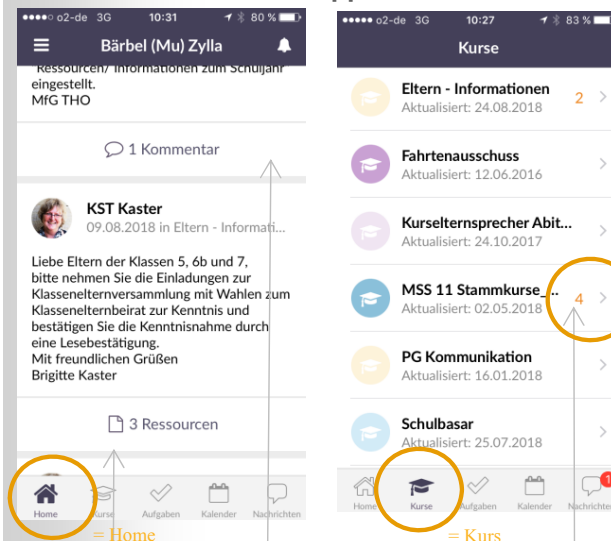 o2-de 3G 10:31 80 %
Bärbel (Mu) Zylla
Ressourcen/ Informationen zum Schuljahr
eingestellt.
MfG THO
1 Kommentar
KST Kaster
09.08.2018 in Eltern - Informati...
Liebe Eltern der Klassen 5, 6b und 7,
bitte nehmen Sie die Einladungen zur
Klassenelternversammlung mit Wahlen zum
Klassenelternbeirat zur Kenntnis und
bestätigen Sie die Kenntnisnahme durch
eine Lesebestätigung.
Mit freundlichen Grüßen
Brigitte Kaster
3 Ressourcen
Home Kurse Aufgaben Kalender Nachrichten
= Home
o2-de 3G 10:27 83 %
Kurse
Eltern - Informationen 2
Aktualisiert: 24.08.2018
Fahrtenausschuss
Aktualisiert: 12.06.2016
Kurselternsprecher Abit...
Aktualisiert: 24.10.2017
MSS 11 Stammkurse_... 4
Aktualisiert: 02.05.2018
PG Kommunikation
Aktualisiert: 16.01.2018
Schulbasar
Aktualisiert: 25.07.2018
1
Home Kurse Aufgaben Kalender Nachrichten
= Kurs